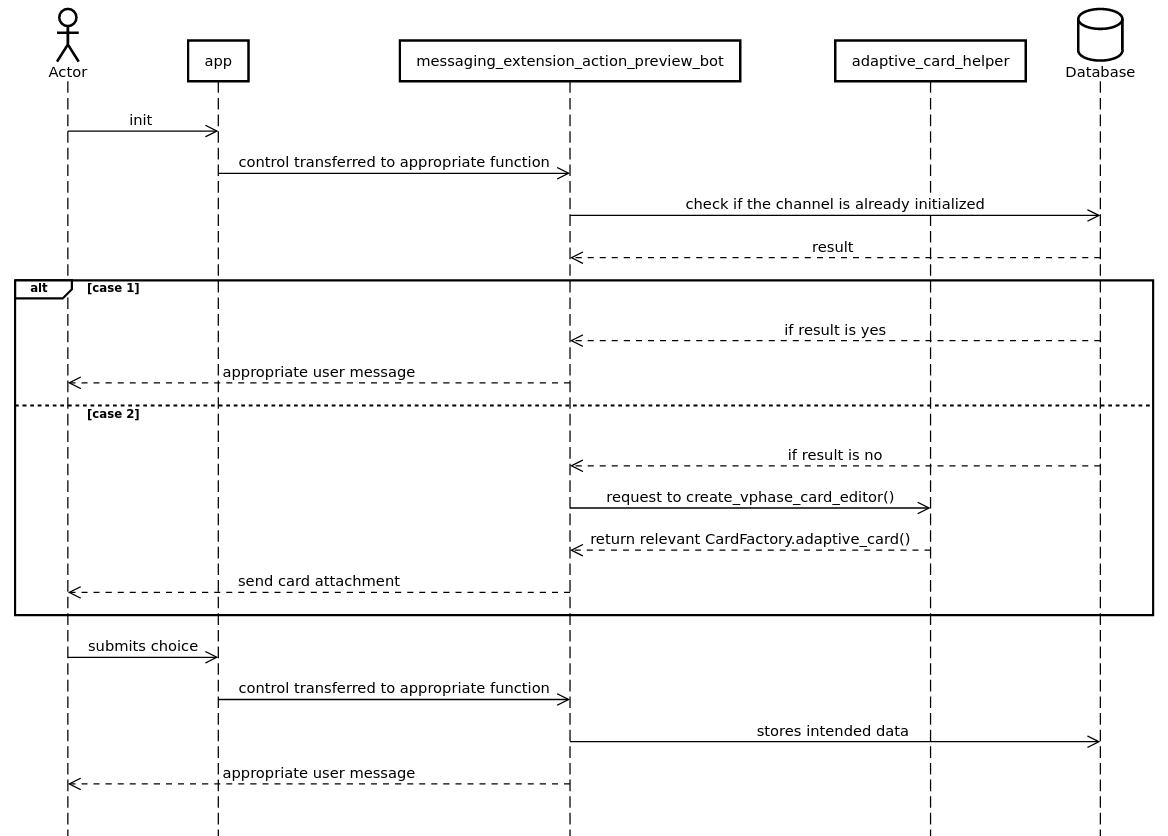 Actor
app
messaging_extension_action_preview_bot
adaptive_card_helper
Database
init
control transferred to appropriate function
check if the channel is already initialized
result
alt
[case 1]
if result is yes
appropriate user message
[case 2]
if result is no
request to create_vphase_card_editor()
return relevant CardFactory.adaptive_card()
send card attachment
submits choice
control transferred to appropriate function
stores intended data
appropriate user message